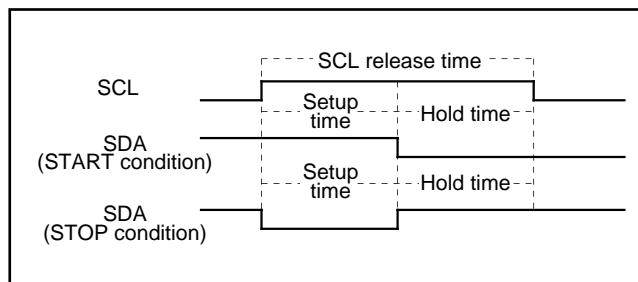 SCL release time
SCL
Setup
time
Hold time
SDA
(START condition)
Setup
time
Hold time
SDA
(STOP condition)